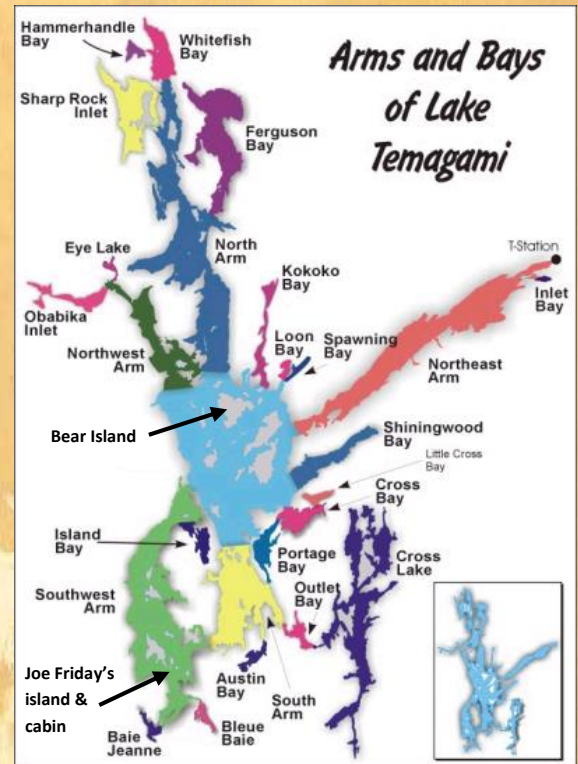 Arms and Bays
of Lake
Temagami
Hammerhandle
Bay
Whitefish
Bay
Sharp Rock
Inlet
Ferguson
Bay
T-Station
Eye Lake
North
Arm
Kokoko
Bay
Inlet
Bay
Obabika
Inlet
Loon
Bay
Spawning
Bay
Northwest
Arm
Northeast
Arm
Bear Island
Shiningwood
Bay
Little Cross
Bay
Cross
Bay
Island
Bay
Portage
Bay
Cross
Lake
Southwest
Arm
Outlet
Bay
Joe Friday's
island &
cabin
Austin
Bay
South
Arm
Baie
Jeanne
Bleue
Baie